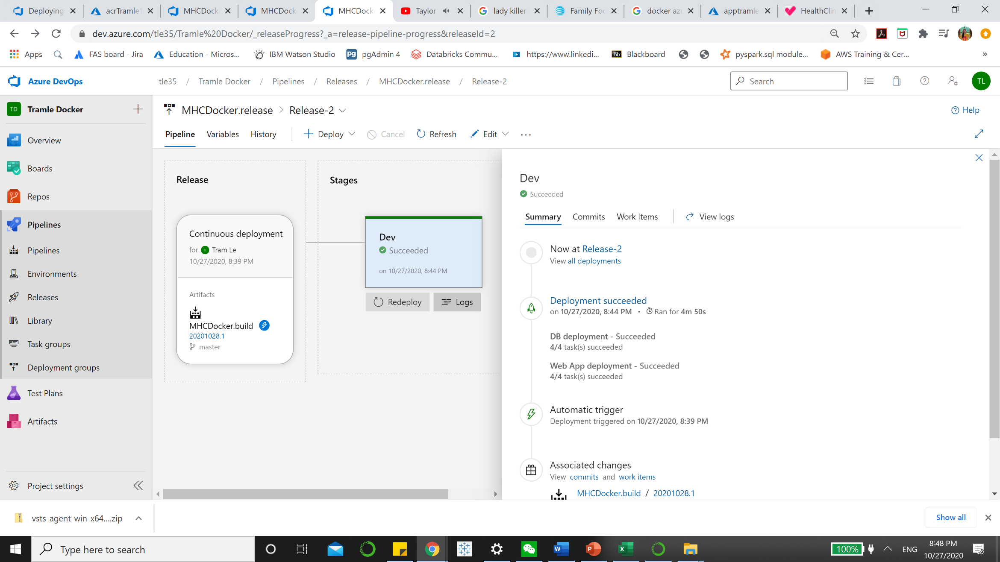 Deploying
acrTramle1
MHCDock
MHCDock
MHCDock
Taylor
lady killer
Family Foo
docker azu
apptramle
HealthClin
dev.azure.com/tle35/Tramle%20Docker/_releaseProgress?_a=release-pipeline-progress&releaseId=2
Apps
FAS board - Jira
Education - Micros...
IBM Watson Studio
pgAdmin 4
Databricks Commu...
https://www.linkedi...
Bb Blackboard
pyspark.sql module...
AWS Training & Cer...
»
Azure DevOps
tle35 / Tramle Docker / Pipelines / Releases / MHCDocker.release / Release-2
Search
TL
TD Tramle Docker
MHCDocker.release > Release-2
Help
Pipeline Variables History Deploy Cancel Refresh Edit ...
Overview
Boards
Repos
Pipelines
Pipelines
Environments
Releases
Library
Task groups
Deployment groups
Test Plans
Artifacts
Project settings
Release
Continuous deployment
for TL Tram Le
10/27/2020, 8:39 PM
Artifacts
MHCDocker.build
20201028.1
master
Stages
Dev
Succeeded
on 10/27/2020, 8:44 PM
Redeploy
Logs
Dev
Succeeded
Summary Commits Work Items View logs
Now at Release-2
View all deployments
Deployment succeeded
on 10/27/2020, 8:44 PM • Ran for 4m 50s
DB deployment - Succeeded
4/4 task(s) succeeded
Web App deployment - Succeeded
4/4 task(s) succeeded
Automatic trigger
Deployment triggered on 10/27/2020, 8:39 PM
Associated changes
View commits and work items
MHCDocker.build / 20201028.1
vsts-agent-win-x64....zip
Show all
Type here to search
100%
ENG
8:48 PM
10/27/2020